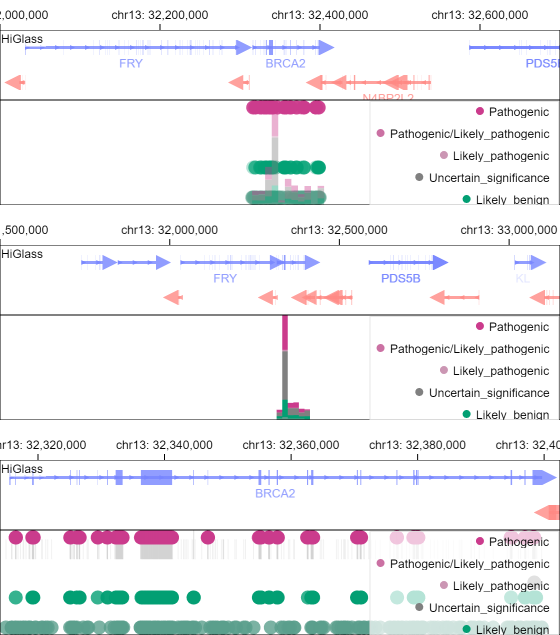 2,000,000 chr13: 32,200,000 chr13: 32,400,000 chr13: 32,600,000
HiGlass
FRY BRCA2 PDS5
N4BP2L2
Pathogenic
Pathogenic/Likely_pathogenic
Likely_pathogenic
Uncertain_significance
Likely_benign
,500,000 chr13: 32,000,000 chr13: 32,500,000 chr13: 33,000,000
HiGlass
FRY PDS5B KL
Pathogenic
Pathogenic/Likely_pathogenic
Likely_pathogenic
Uncertain_significance
Likely_benign
nr13: 32,320,000 chr13: 32,340,000 chr13: 32,360,000 chr13: 32,380,000 chr13: 32,40
HiGlass
BRCA2
Pathogenic
Pathogenic/Likely_pathogenic
Likely_pathogenic
Uncertain_significance
Likely_benign